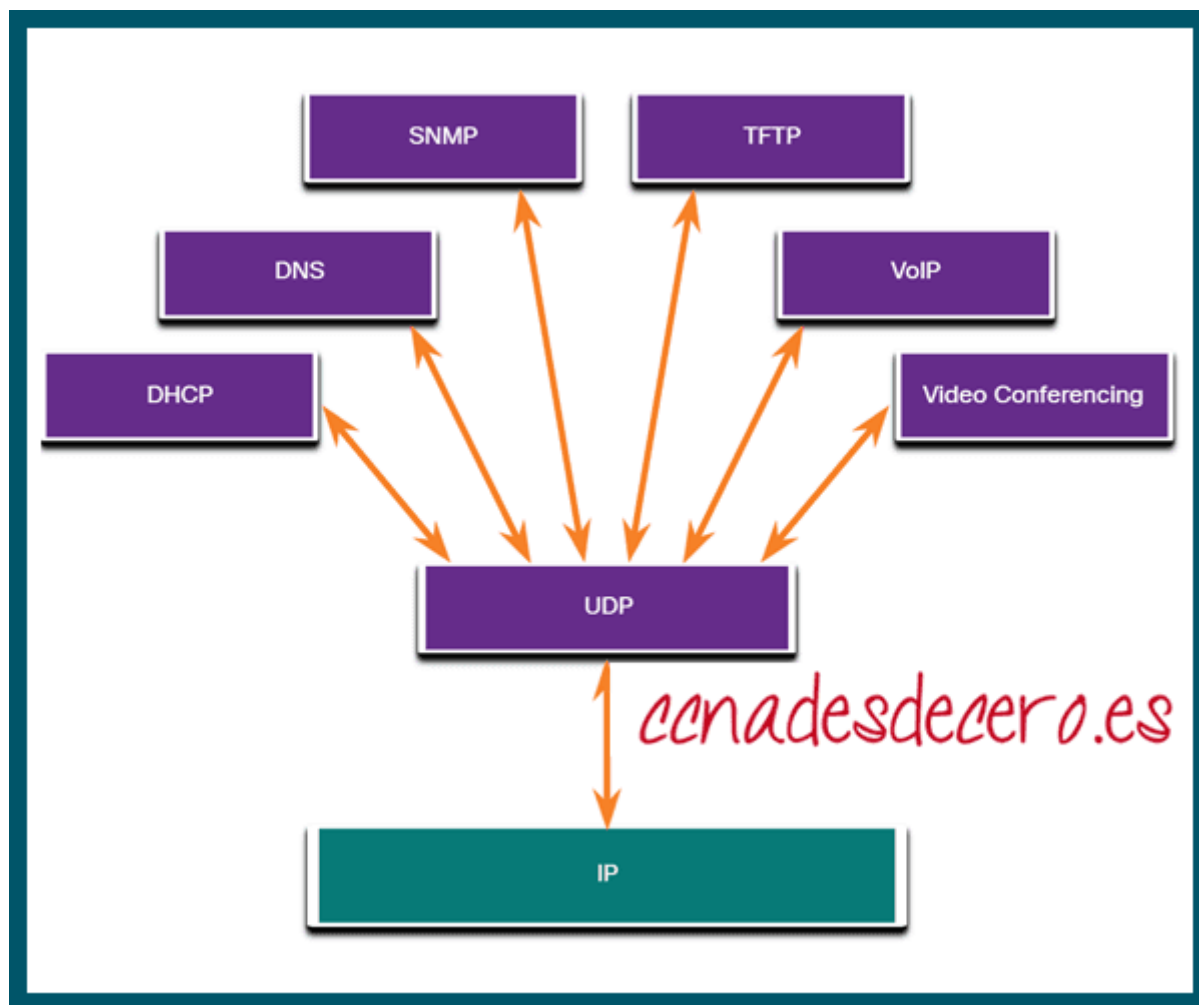 SNMP
TFTP
DNS
VoIP
DHCP
Video Conferencing
UDP
ccnadesdecero.es
IP